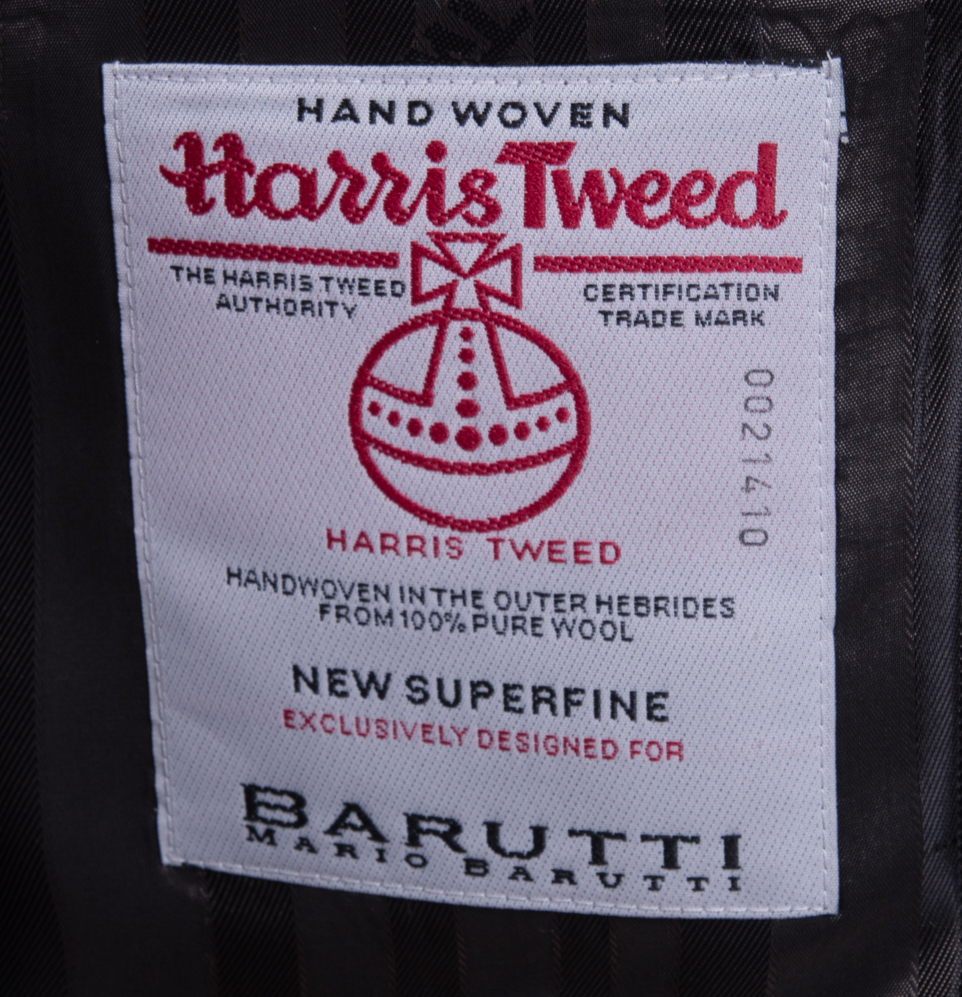 HAND WOVEN
Harris Tweed
THE HARRIS TWEED
AUTHORITY
CERTIFICATION
TRADE MARK
0021410
HARRIS TWEED
HANDWOVEN IN THE OUTER HEBRIDES
FROM 100% PURE WOOL
NEW SUPERFINE
EXCLUSIVELY DESIGNED FOR
BARUTTI
MARIO BARUTTI